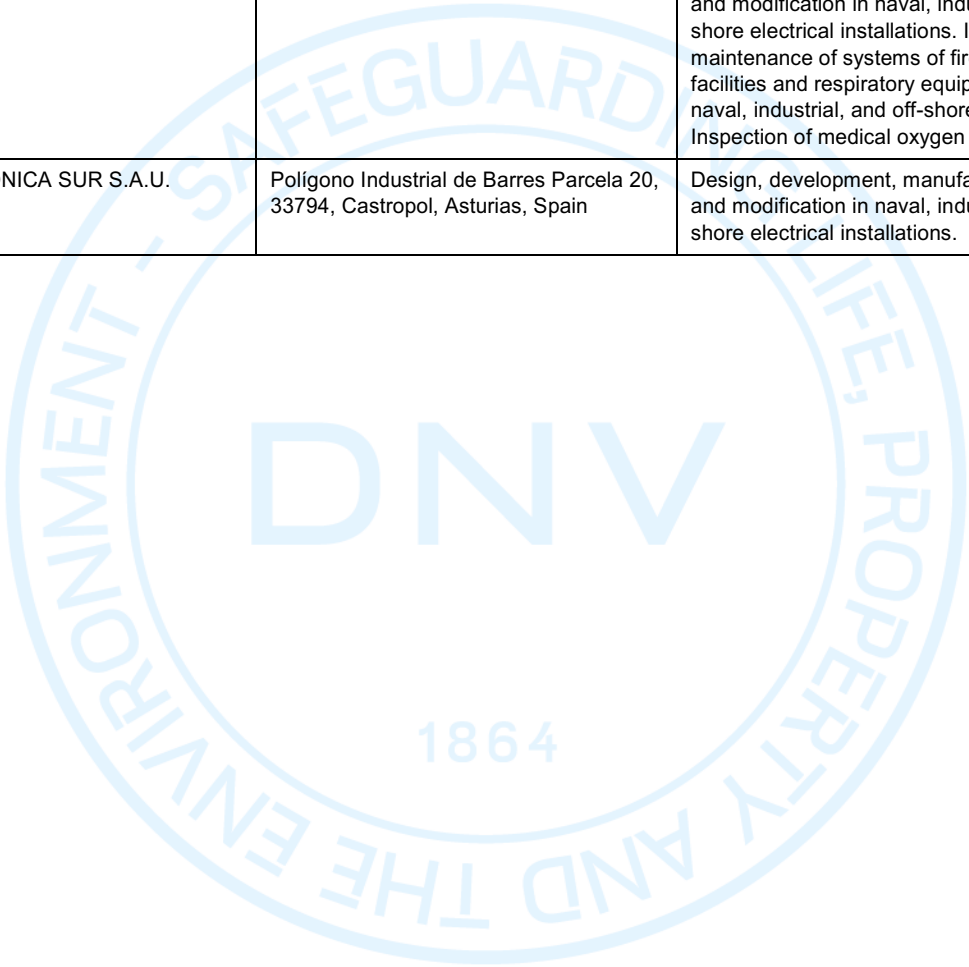 and modification in naval, indu
shore electrical installations. I
maintenance of systems of fire
facilities and respiratory equip
naval, industrial, and off-shore
Inspection of medical oxygen
NICA SUR S.A.U.
Polígono Industrial de Barres Parcela 20,
33794, Castropol, Asturias, Spain
Design, development, manufa
and modification in naval, indu
shore electrical installations.
SAFEGUARDING LIFE, PROPERTY AND THE ENVIRONMENT
DNV
1864